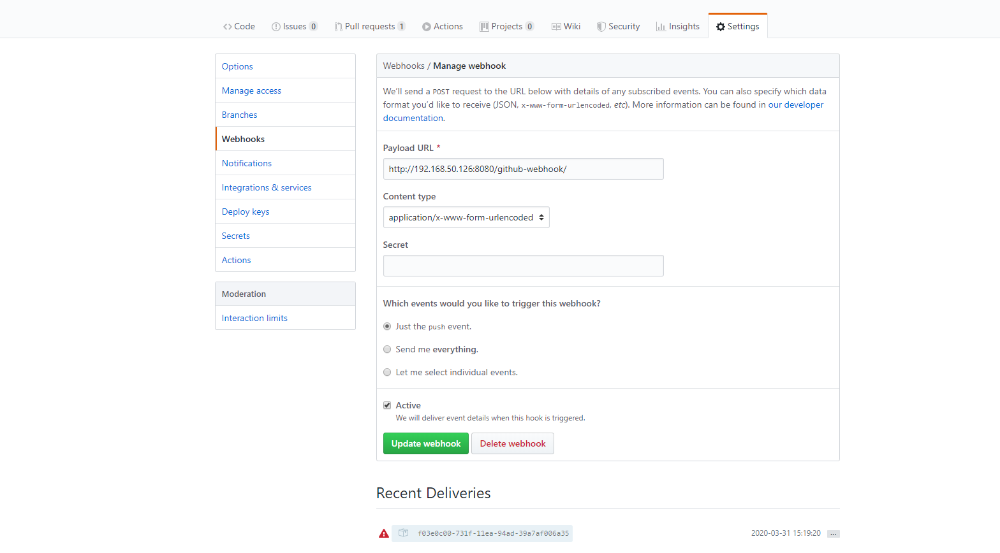 Code Issues 0 Pull requests 1 Actions Projects 0 Wiki Security Insights Settings
Options
Manage access
Branches
Webhooks
Notifications
Integrations & services
Deploy keys
Secrets
Actions
Moderation
Interaction limits
Webhooks / Manage webhook
We’ll send a POST request to the URL below with details of any subscribed events. You can also specify which data
format you’d like to receive (JSON, x-www-form-urlencoded, etc). More information can be found in our developer
documentation.
Payload URL *
http://192.168.50.126:8080/github-webhook/
Content type
application/x-www-form-urlencoded
Secret
Which events would you like to trigger this webhook?
Just the push event.
Send me everything.
Let me select individual events.
Active
We will deliver event details when this hook is triggered.
Update webhook Delete webhook
Recent Deliveries
f03e0c00-731f-11ea-94ad-39a7af006a35 2020-03-31 15:19:20 ...